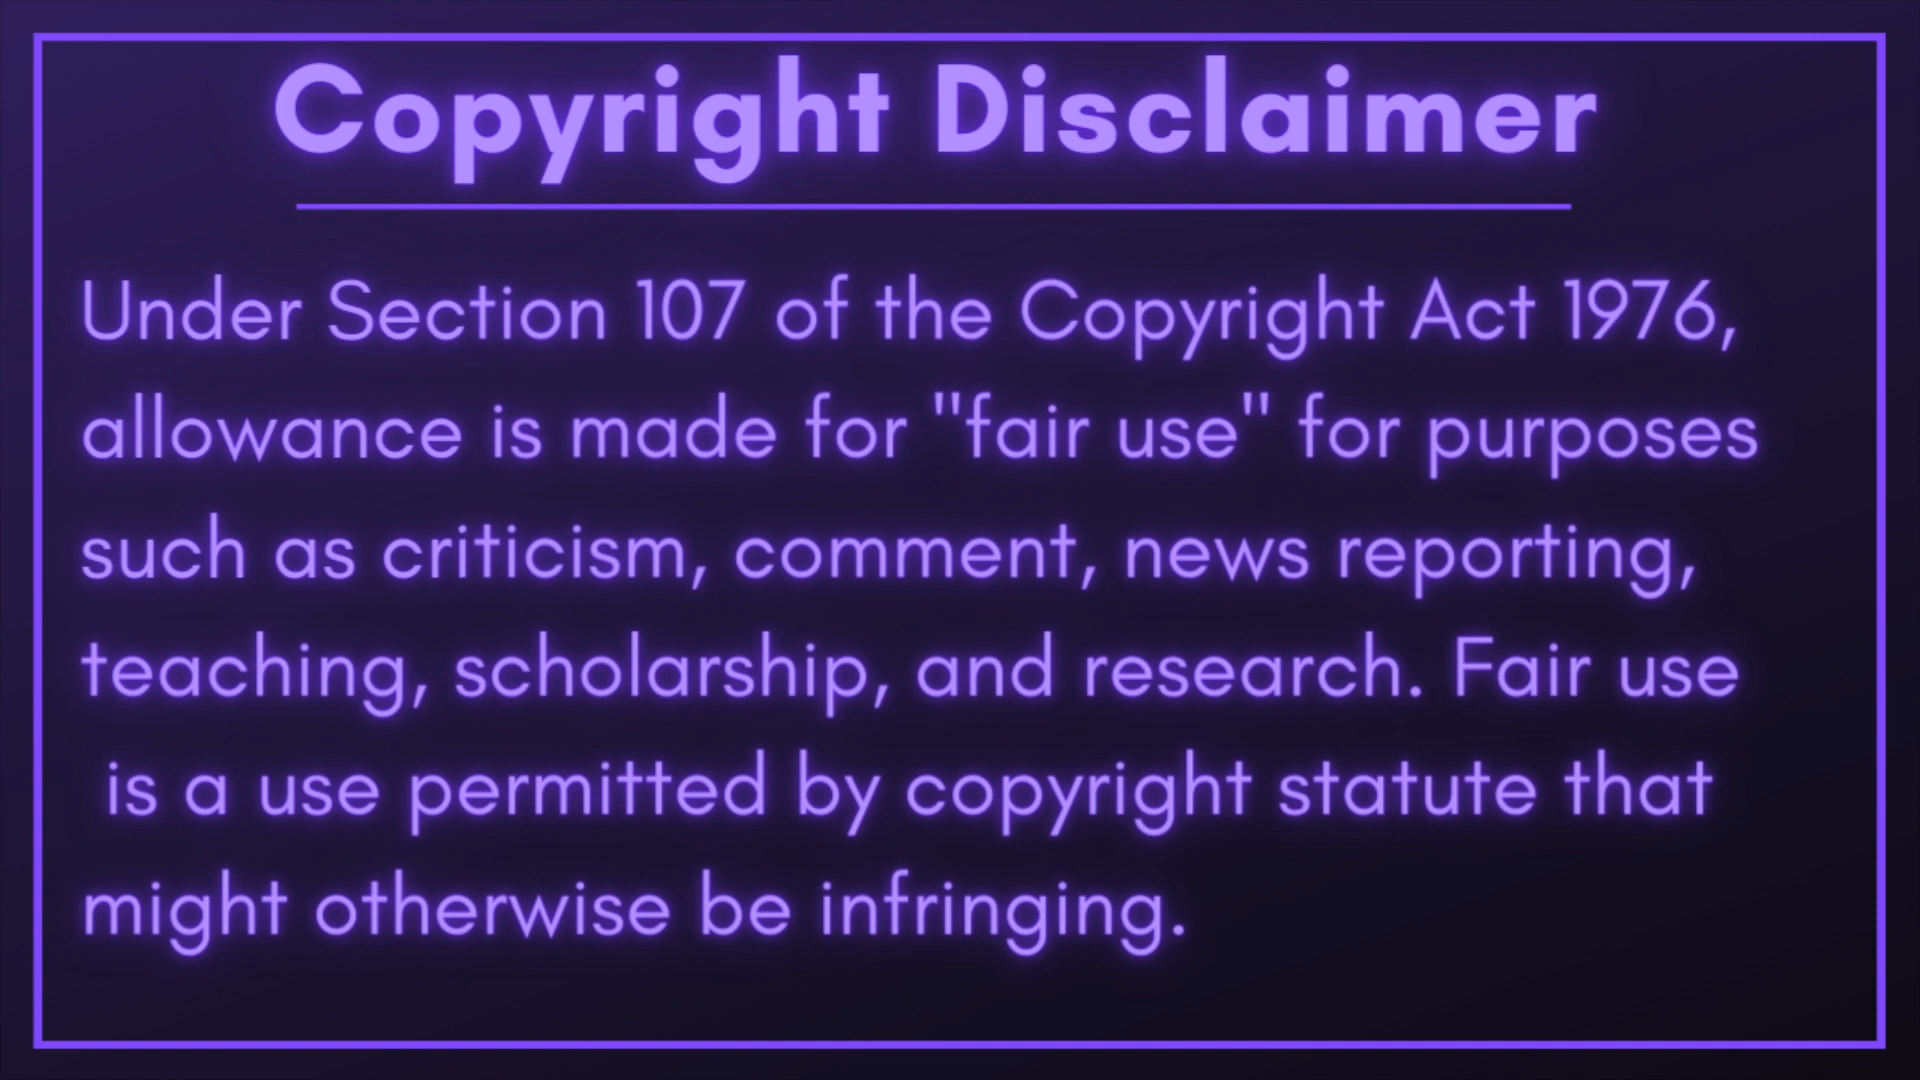 Copyright Disclaimer
Under Section 107 of the Copyright Act 1976,
allowance is made for "fair use" for purposes
such as criticism, comment, news reporting,
teaching, scholarship, and research. Fair use
is a use permitted by copyright statute that
might otherwise be infringing.